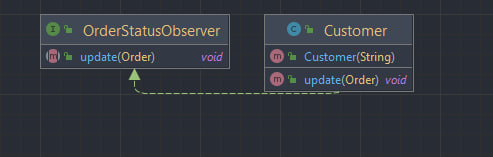 I OrderStatusObserver
m update(Order) void
C Customer
m Customer(String)
m update(Order) void